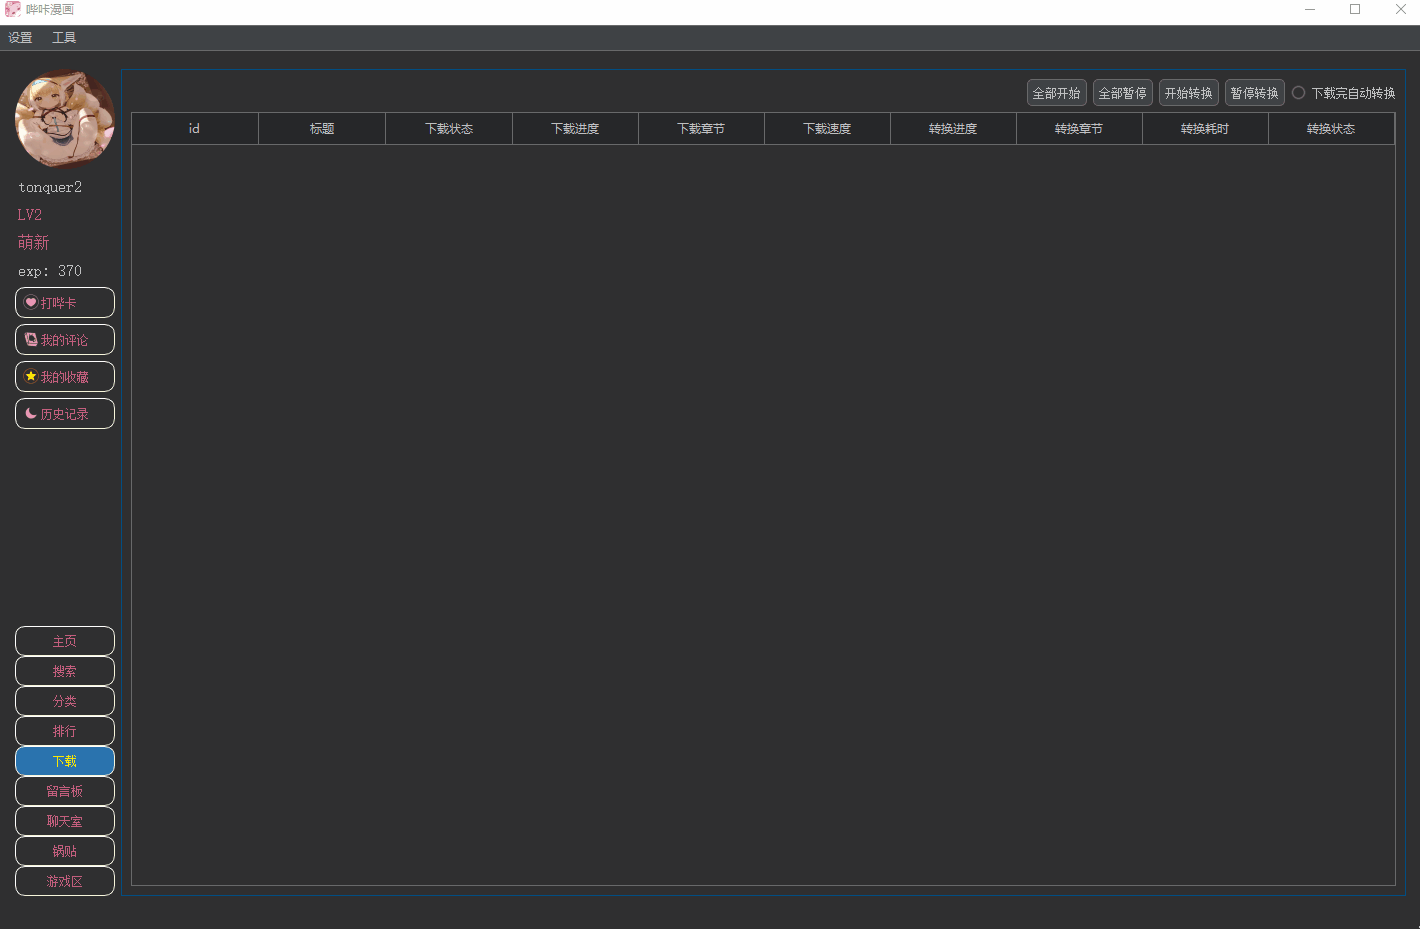 哔咔漫画
设置 工具
全部开始 全部暂停 开始转换 暂停转换 下载完自动转换
id 标题 下载状态 下载进度 下载章节 下载速度 转换进度 转换章节 转换耗时 转换状态
tonquer2
LV2
萌新
exp: 370
打哔卡
我的评论
我的收藏
历史记录
主页
搜索
分类
排行
下载
留言板
聊天室
锅贴
游戏区